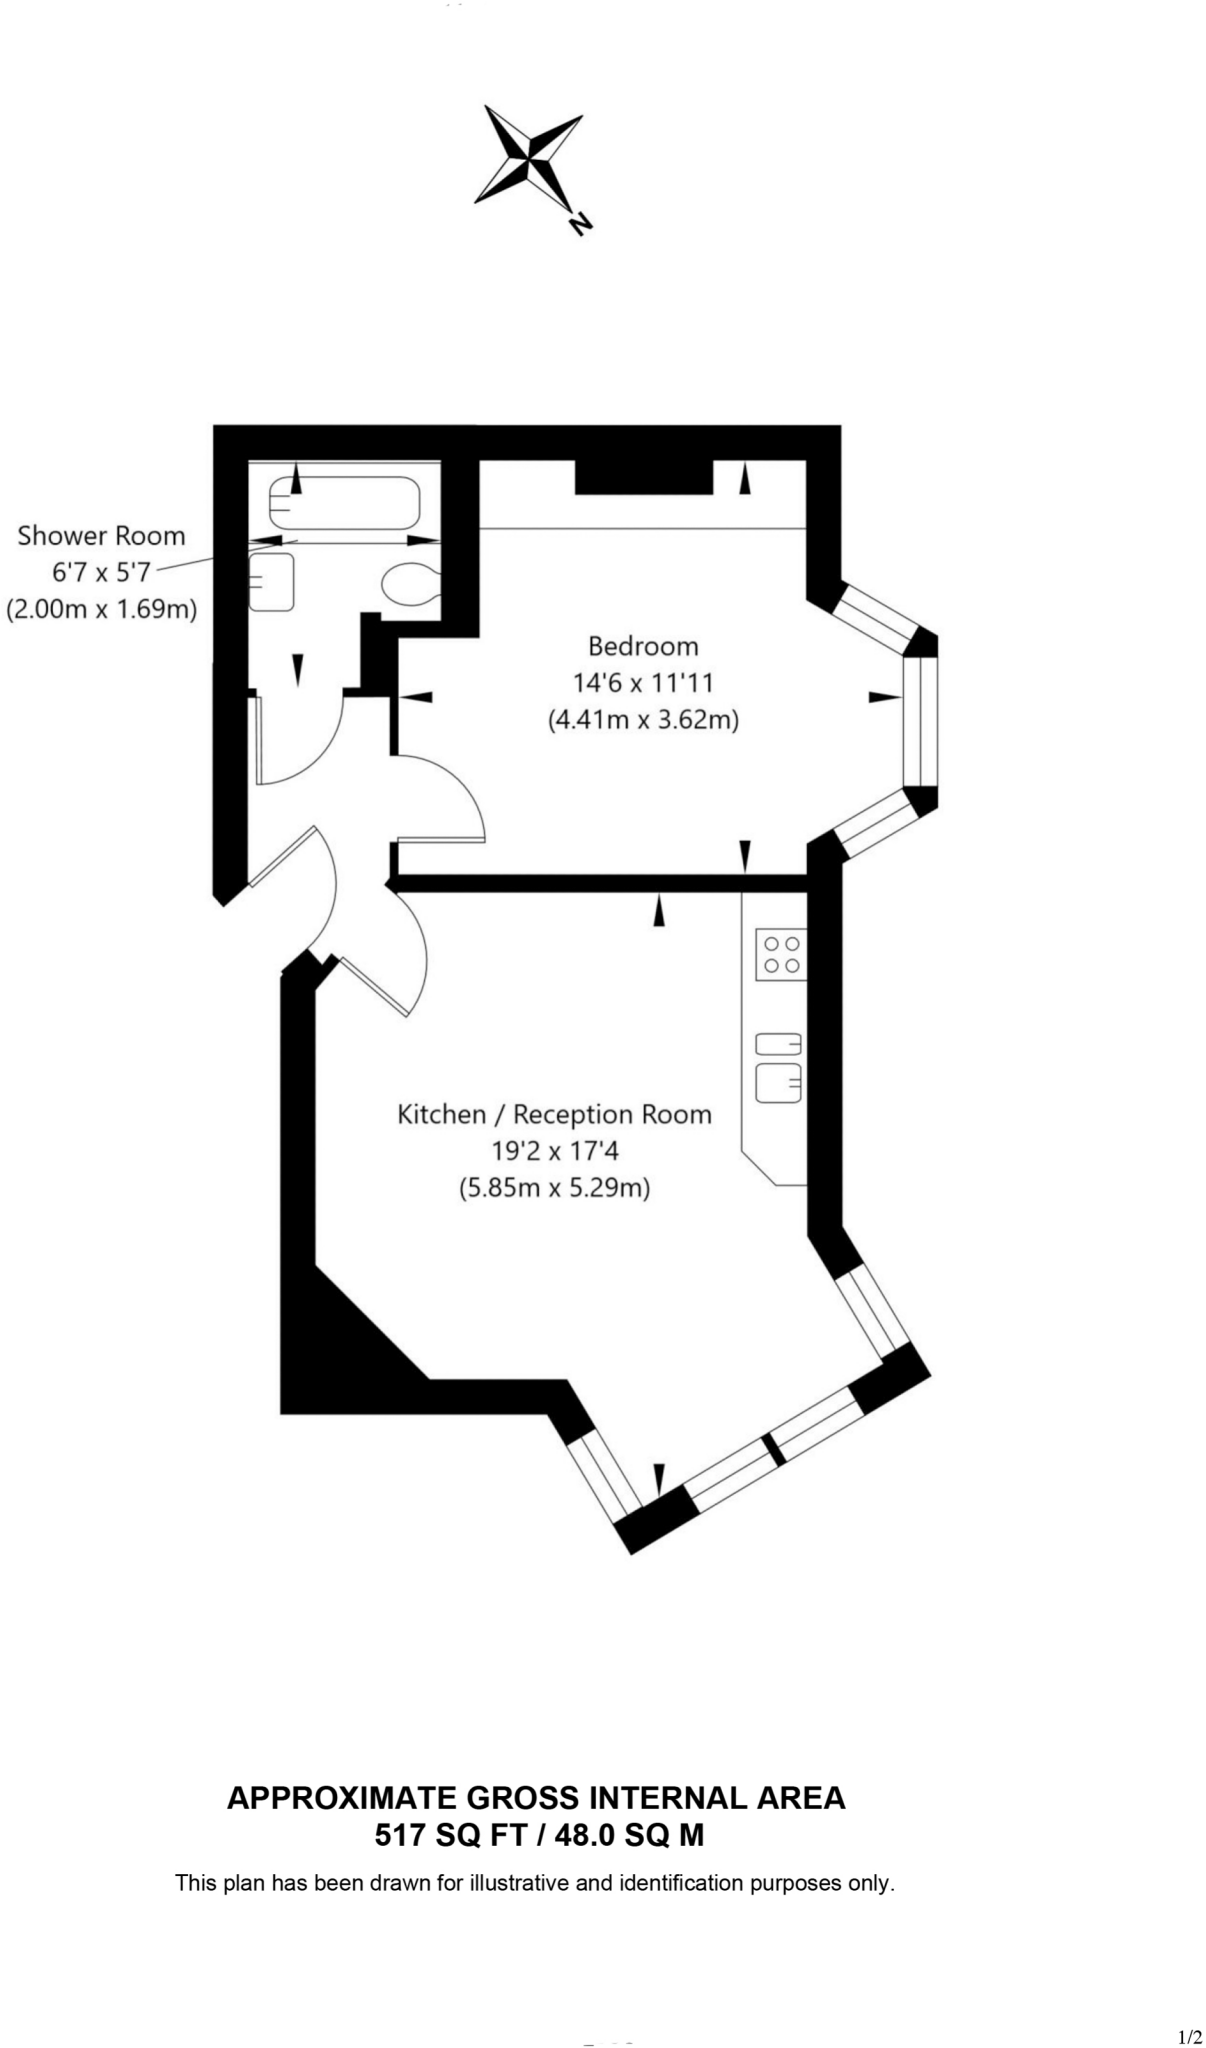 N
Shower Room
6'7 x 5'7
(2.00m x 1.69m)
Bedroom
14'6 x 11'11
(4.41m x 3.62m)
Kitchen / Reception Room
19'2 x 17'4
(5.85m x 5.29m)
APPROXIMATE GROSS INTERNAL AREA
517 SQ FT / 48.0 SQ M
This plan has been drawn for illustrative and identification purposes only.
1/2